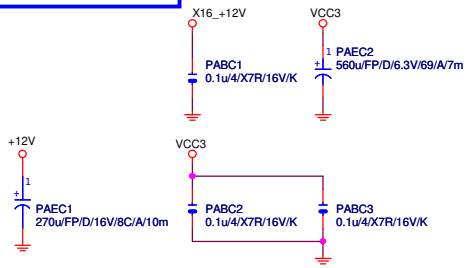 X16_+12V
VCC3
PABC1
0.1u/4/X7R/16V/K
1
PAEC2
+
560u/FP/D/6.3V/69/A/7m
+12V
VCC3
1
+
PAEC1
270u/FP/D/16V/8C/A/10m
PABC2
0.1u/4/X7R/16V/K
PABC3
0.1u/4/X7R/16V/K